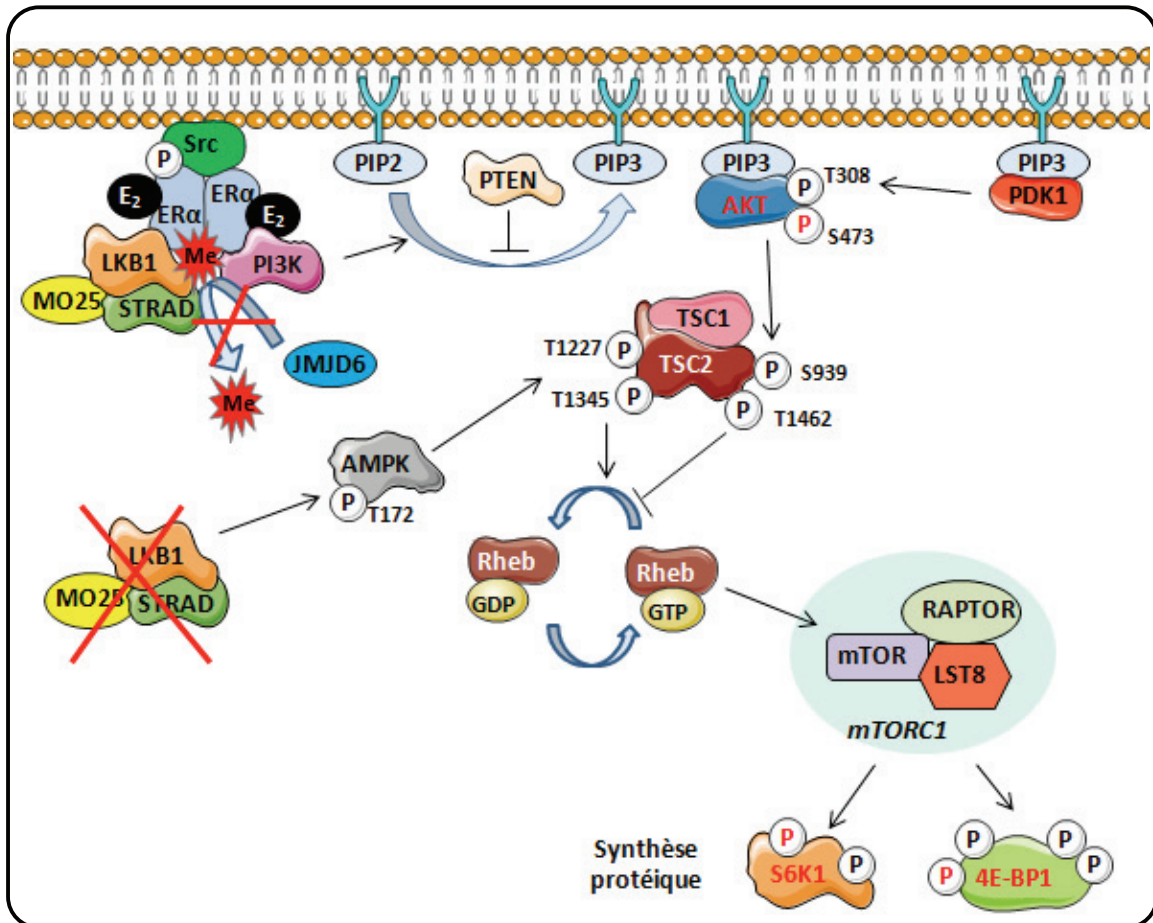 Src
P
E2
ERα
ERα
E2
LKB1
Me
PI3K
MO25
STRAD
JMJD6
Me
PIP2
PTEN
PIP3
PIP3
AKT
P
T308
P
S473
PIP3
PDK1
TSC1
TSC2
T1227
P
T1345
P
P
S939
P
T1462
AMPK
P
T172
LKB1
MO25
STRAD
Rheb
GDP
Rheb
GTP
RAPTOR
mTOR
LST8
mTORC1
Synthèse
protéique
P
S6K1
P
P
P
P
P
4E-BP1